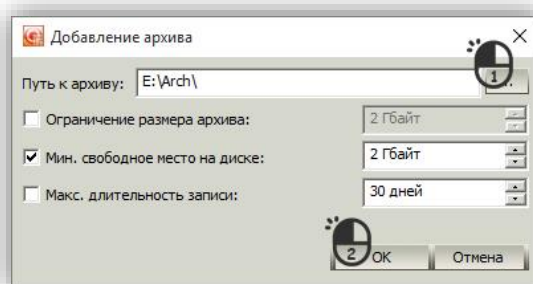 Добавление архива
Путь к архиву: E:\Arch\ 1 ...
Ограничение размера архива: 2 Гбайт
Мин. свободное место на диске: 2 Гбайт
Макс. длительность записи: 30 дней
2 OK Отмена